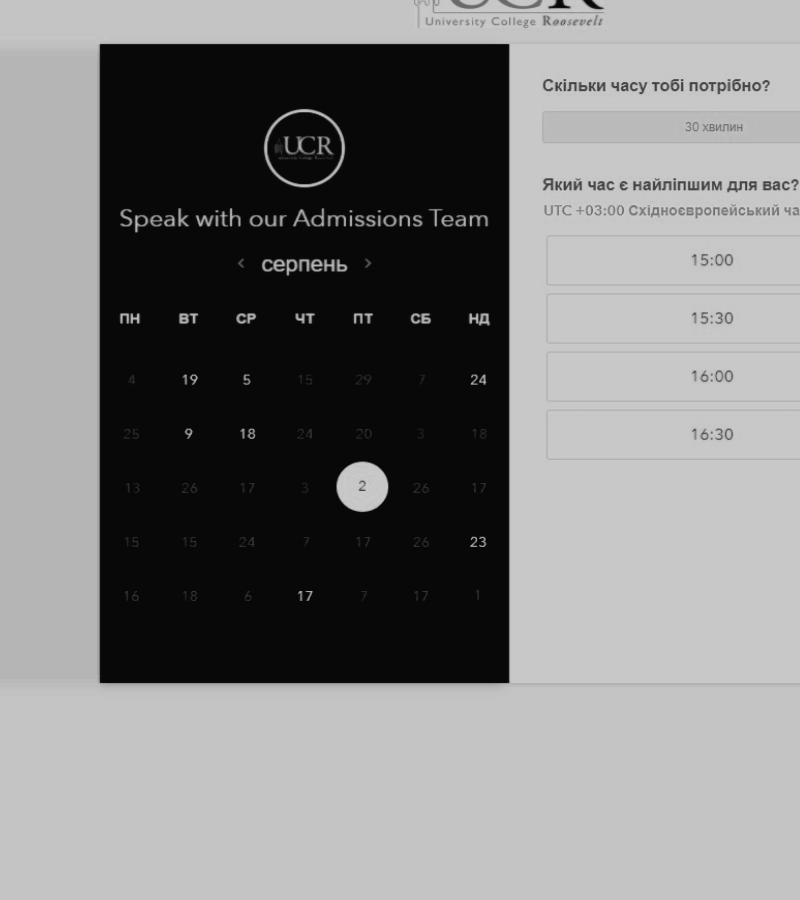 UCR
University College Roosevelt
UCR
Speak with our Admissions Team
< серпень >
ПН ВТ СР ЧТ ПТ СБ НД
4 19 5 15 29 7 24
25 9 18 24 20 3 18
13 26 17 3 2 26 17
15 15 24 7 17 26 23
16 18 6 17 7 17 1
Скільки часу тобі потрібно?
30 хвилин
Який час є найліпшим для вас?
UTC +03:00 Східноєвропейський ча
15:00
15:30
16:00
16:30